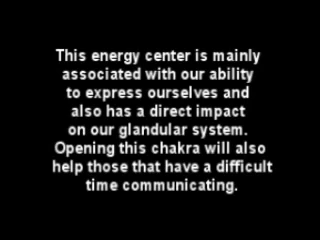 This energy center is mainly
associated with our ability
to express ourselves and
also has a direct impact
on our glandular system.
Opening this chakra will also
help those that have a difficult
time communicating.